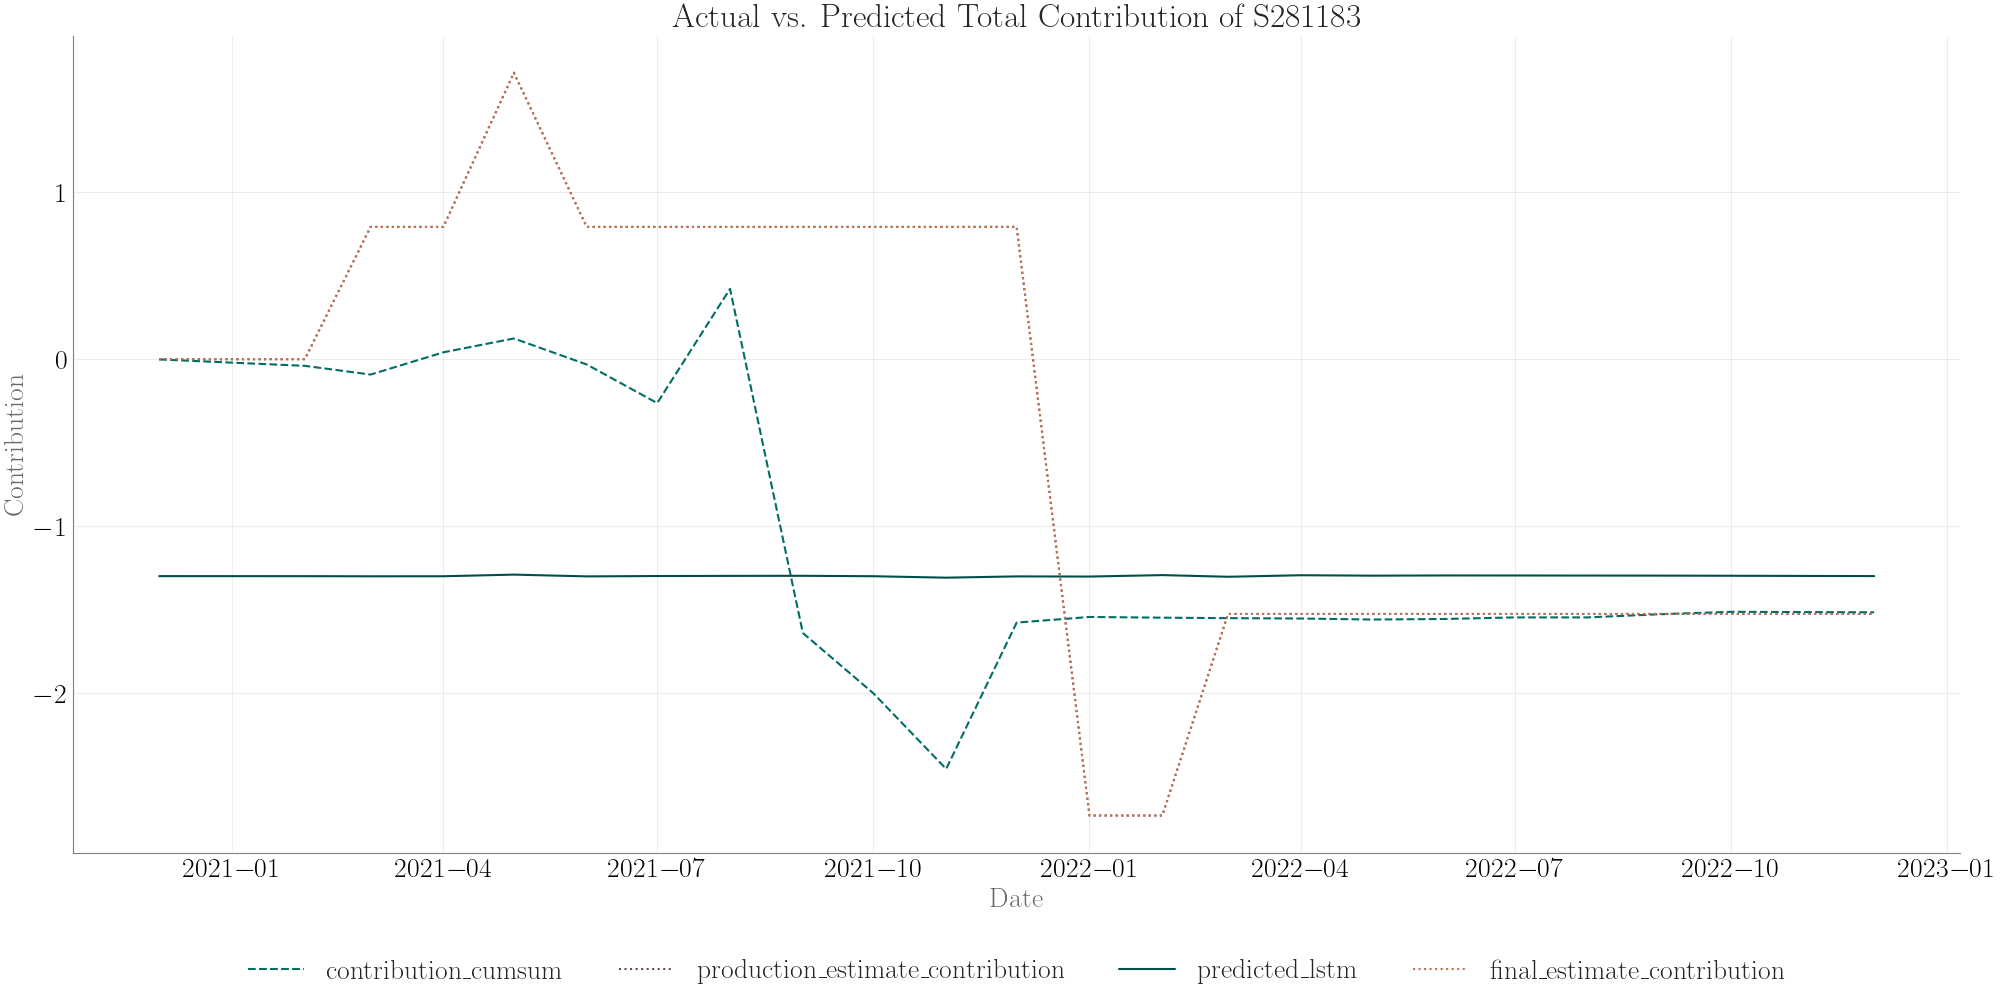 Actual vs. Predicted Total Contribution of S281183
Contribution
1
0
−1
−2
2021−01 2021−04 2021−07 2021−10 2022−01 2022−04 2022−07 2022−10 2023−01
Date
contribution_cumsum production_estimate_contribution predicted_lstm final_estimate_contribution